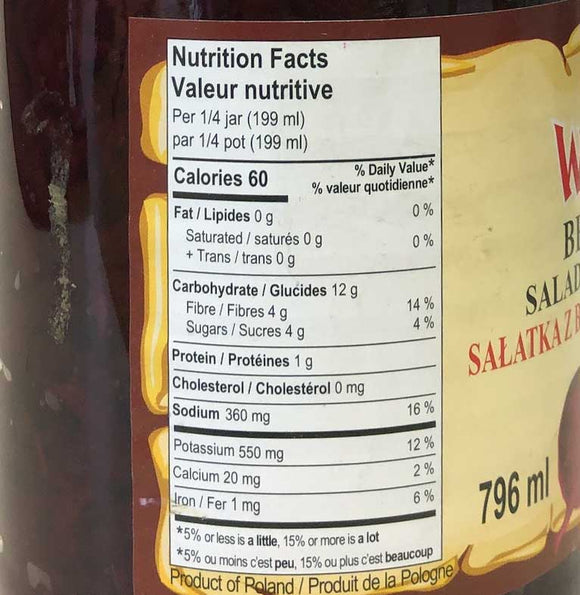 Nutrition Facts
Valeur nutritive
Per 1/4 jar (199 ml)
par 1/4 pot (199 ml)
Calories 60
% Daily Value*
% valeur quotidienne*
Fat / Lipides 0 g 0 %
Saturated / saturés 0 g
+ Trans / trans 0 g 0 %
Carbohydrate / Glucides 12 g
Fibre / Fibres 4 g 14 %
Sugars / Sucres 4 g 4 %
Protein / Protéines 1 g
Cholesterol / Cholestérol 0 mg
Sodium 360 mg 16 %
Potassium 550 mg 12 %
Calcium 20 mg 2 %
Iron / Fer 1 mg 6 %
*5% or less is a little, 15% or more is a lot
*5% ou moins c'est peu, 15% ou plus c'est beaucoup
Product of Poland / Produit de la Pologne
SALAD
SAŁATKA Z
796 ml